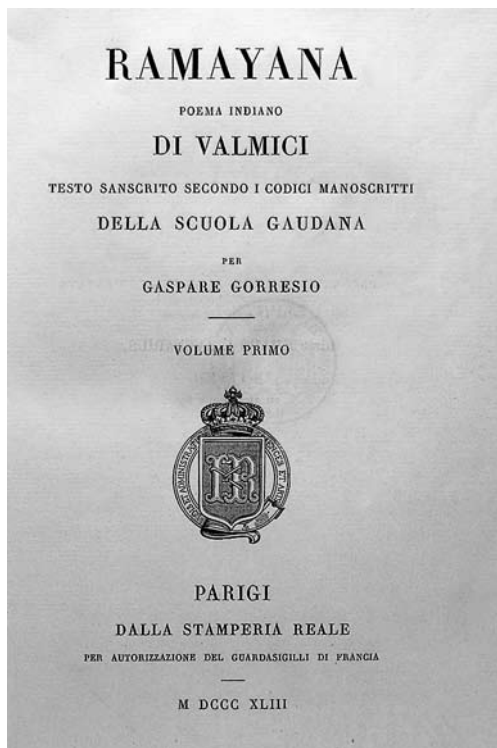 RAMAYANA
POEMA INDIANO
DI VALMICI
TESTO SANSCRITO SECONDO I CODICI MANOSCRITTI
DELLA SCUOLA GAUDANA
PER
GASPARE GORRESIO
VOLUME PRIMO
PARIGI
DALLA STAMPERIA REALE
PER AUTORIZZAZIONE DEL GUARDASIGILLI DI FRANCIA
M DCCC XLIII